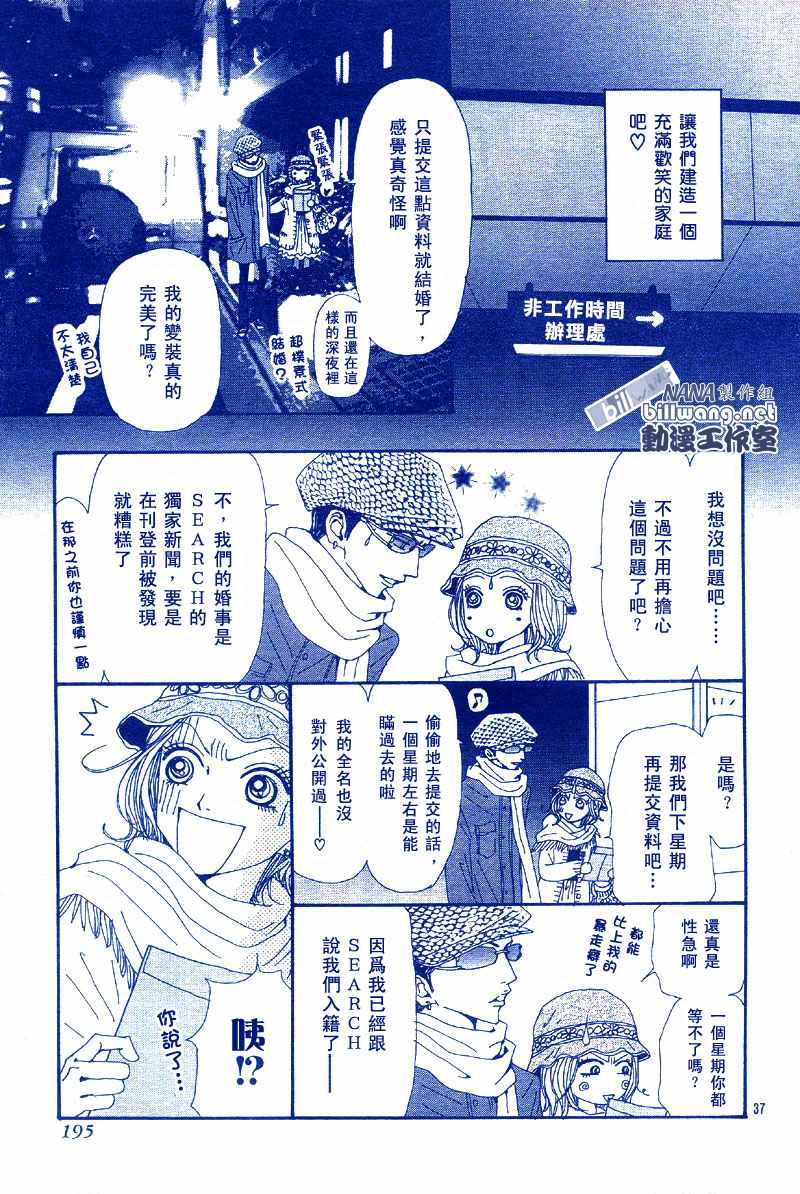 讓我們建造一個
充滿歡笑的家庭
吧♡
非工作時間
辦理處
只提交這點資料就結婚了，
感覺真奇怪啊
緊張緊張
而且還在這
樣的深夜裡
超樸素式
結婚？
我的變裝真的
完美了嗎？
我自己
不太清楚
bill
NANA製作組
billwang.net
動漫工作室
我想沒問題吧……
不過不用再擔心
這個問題了吧？
不，我們的婚事是
SEARCH的
獨家新聞，要是
在刊登前被發現
就糟糕了
在那之前你也謹慎一點
是嗎？
那我們下星期
再提交資料吧…
♪
偷偷地去提交的話，
一個星期左右是能
瞞過去的啦
我的全名也沒
對外公開過——♡
還真是
性急啊
一個星期你都
等不了嗎？
都能
比上我的
暴走癖了
因爲我已經跟
SEARCH
說我們入籍
了——
咦!?
你說了…
37
195